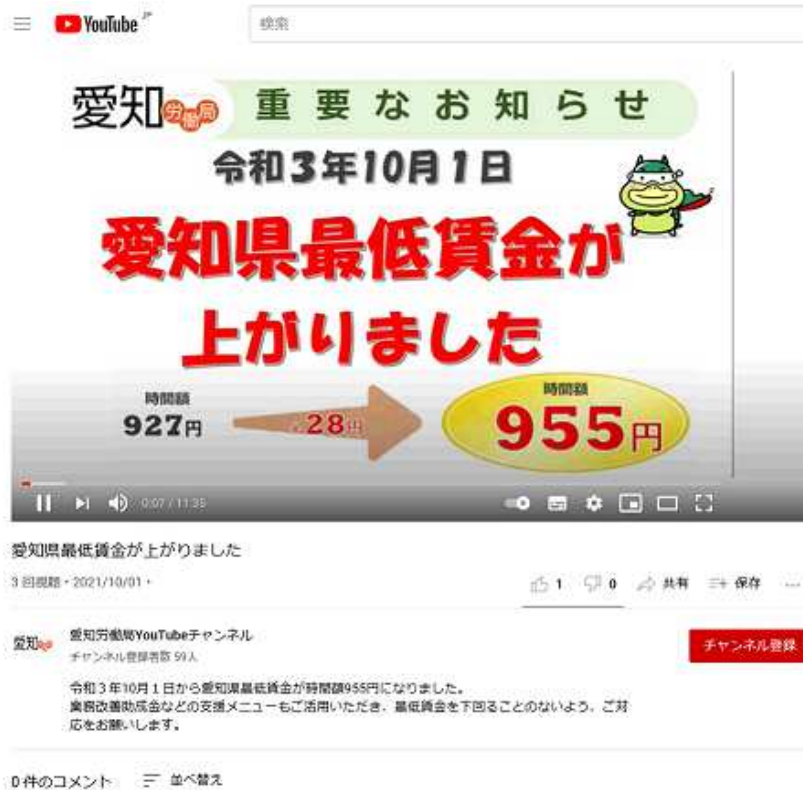 YouTube JP
検索
愛知労働局 重要なお知らせ
令和3年10月1日
愛知県最低賃金が
上がりました
時間額
927円
28円
時間額
955円
0:07 / 11:35
愛知県最低賃金が上がりました
3 回視聴・2021/10/01・
1 0 共有 保存 …
愛知労働局
愛知労働局YouTubeチャンネル
チャンネル登録者数 59人
チャンネル登録
令和3年10月1日から愛知県最低賃金が時間額955円になりました。
業務改善助成金などの支援メニューもご活用いただき、最低賃金を下回ることのないよう、ご対
応をお願いします。
0 件のコメント 並べ替え